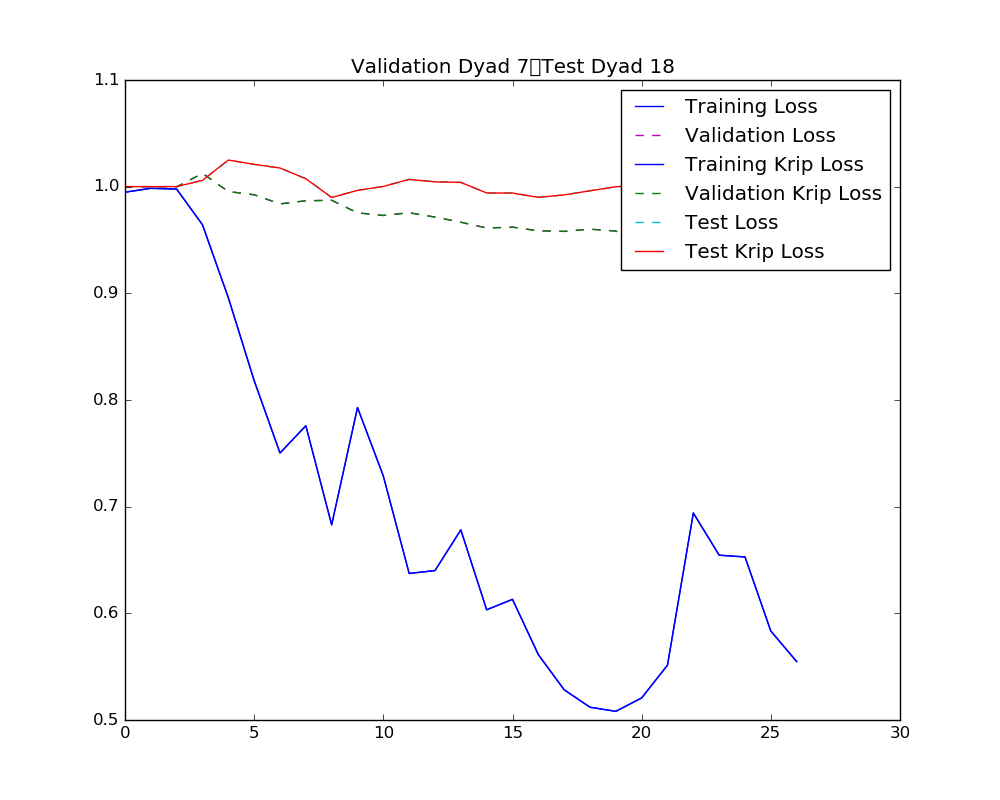 Validation Dyad 7▯Test Dyad 18
1.1
1.0
0.9
0.8
0.7
0.6
0.5
0
5
10
15
20
25
30
Training Loss
Validation Loss
Training Krip Loss
Validation Krip Loss
Test Loss
Test Krip Loss